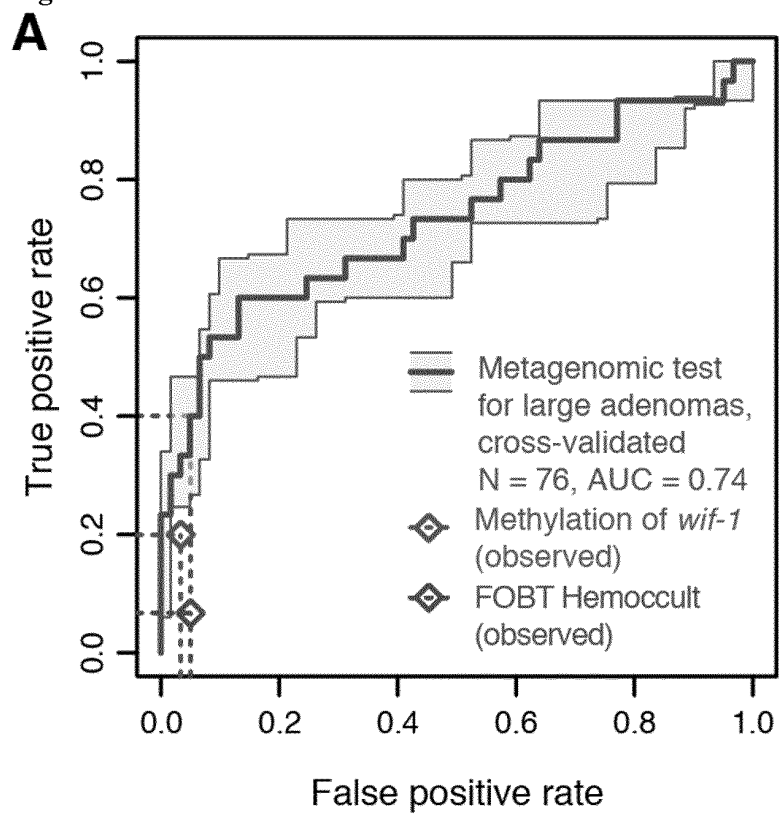 A
1.0
0.8
0.6
0.4
0.2
0.0
True positive rate
Metagenomic test
for large adenomas,
cross-validated
N = 76, AUC = 0.74
Methylation of wif-1
(observed)
FOBT Hemoccult
(observed)
0.0 0.2 0.4 0.6 0.8 1.0
False positive rate